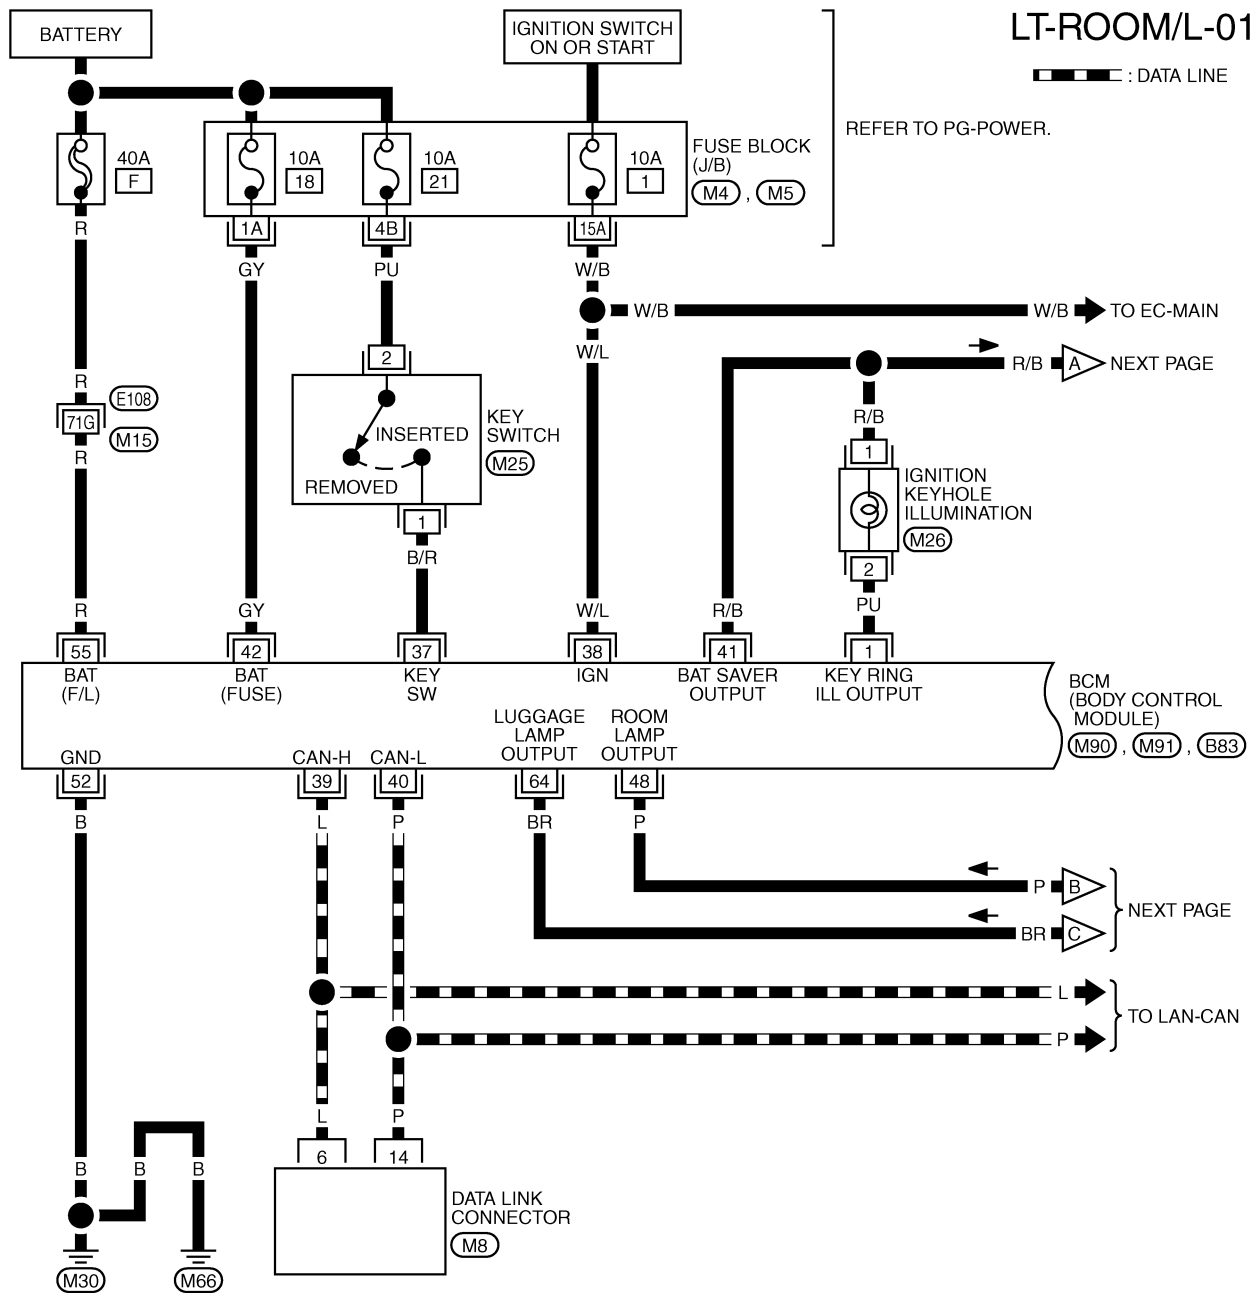 LT-ROOM/L-01
BATTERY
IGNITION SWITCH
ON OR START
: DATA LINE
REFER TO PG-POWER.
40A
F
10A
18
10A
21
10A
1
FUSE BLOCK
(J/B)
M4 , M5
1A
4B
15A
R
GY
PU
W/B
W/B
W/B
TO EC-MAIN
W/L
2
R/B
A
NEXT PAGE
R
E108
71G
M15
R
INSERTED
REMOVED
KEY
SWITCH
M25
R/B
1
IGNITION
KEYHOLE
ILLUMINATION
M26
1
B/R
2
PU
R
GY
W/L
R/B
55
42
37
38
41
1
BAT
(F/L)
BAT
(FUSE)
KEY
SW
IGN
BAT SAVER
OUTPUT
KEY RING
ILL OUTPUT
BCM
(BODY CONTROL
MODULE)
M90 , M91 , B83
GND
CAN-H
CAN-L
LUGGAGE
LAMP
OUTPUT
ROOM
LAMP
OUTPUT
52
39
40
64
48
B
L
P
BR
P
P
B
BR
C
NEXT PAGE
L
P
TO LAN-CAN
L
P
6
14
B
B
B
DATA LINK
CONNECTOR
M8
M30
M66